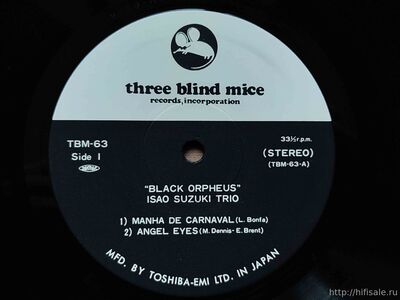 three blind mice
records, incorporation
TBM-63
Side 1
33⅓ r.p.m.
(STEREO)
(TBM-63-A)
"BLACK ORPHEUS"
ISAO SUZUKI TRIO
1) MANHA DE CARNAVAL (L. Bonfa)
2) ANGEL EYES (M. Dennis- E. Brent)
MFD. BY TOSHIBA-EMI LTD. IN JAPAN
http://hifisale.ru/